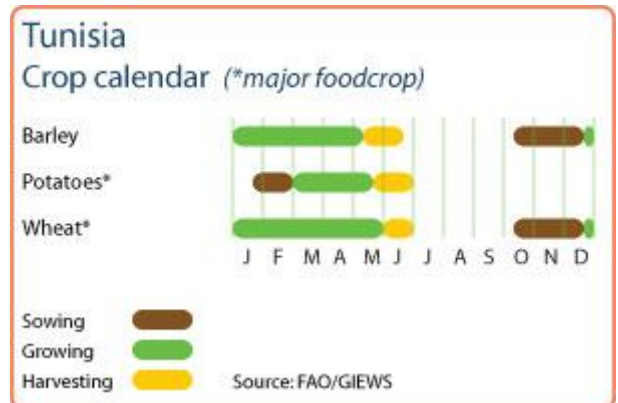 Tunisia
Crop calendar (*major foodcrop)
Barley
Potatoes*
Wheat*
J F M A M J J A S O N D
Sowing
Growing
Harvesting Source: FAO/GIEWS